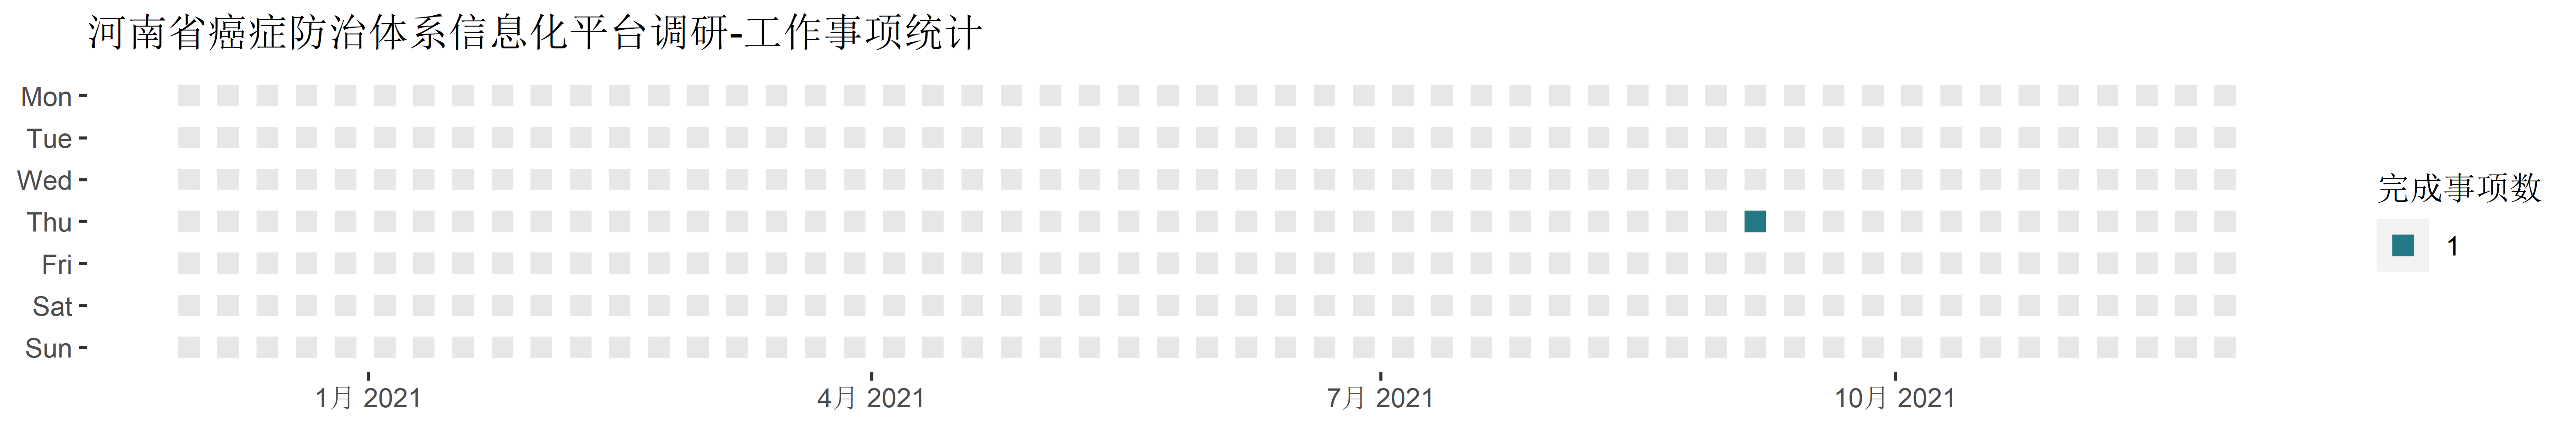 河南省癌症防治体系信息化平台调研-工作事项统计
Mon
Tue
Wed
Thu
Fri
Sat
Sun
1月 2021
4月 2021
7月 2021
10月 2021
完成事项数
1